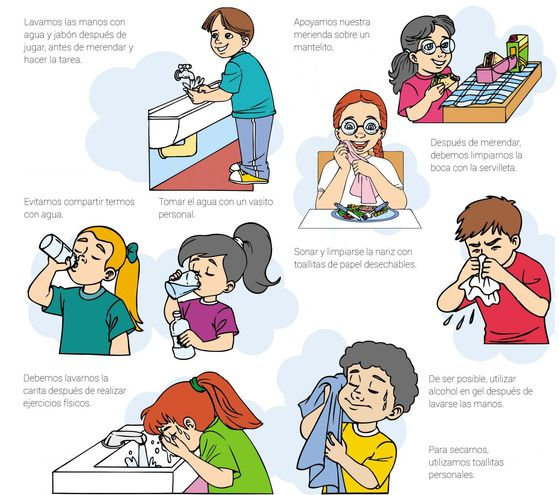 Lavamos las manos con
agua y jabón después de
jugar, antes de merendar y
hacer la tarea.
Apoyamos nuestra
merienda sobre un
mantelito.
Después de merendar,
debemos limpiarnos la
boca con la servilleta.
Evitamos compartir termos
con agua.
Tomar el agua con un vasito
personal.
Sonar y limpiarse la nariz con
toallitas de papel desechables.
Debemos lavarnos la
carita después de realizar
ejercicios físicos.
De ser posible, utilizar
alcohol en gel después de
lavarse las manos.
Para secarnos,
utilizamos toallitas
personales.